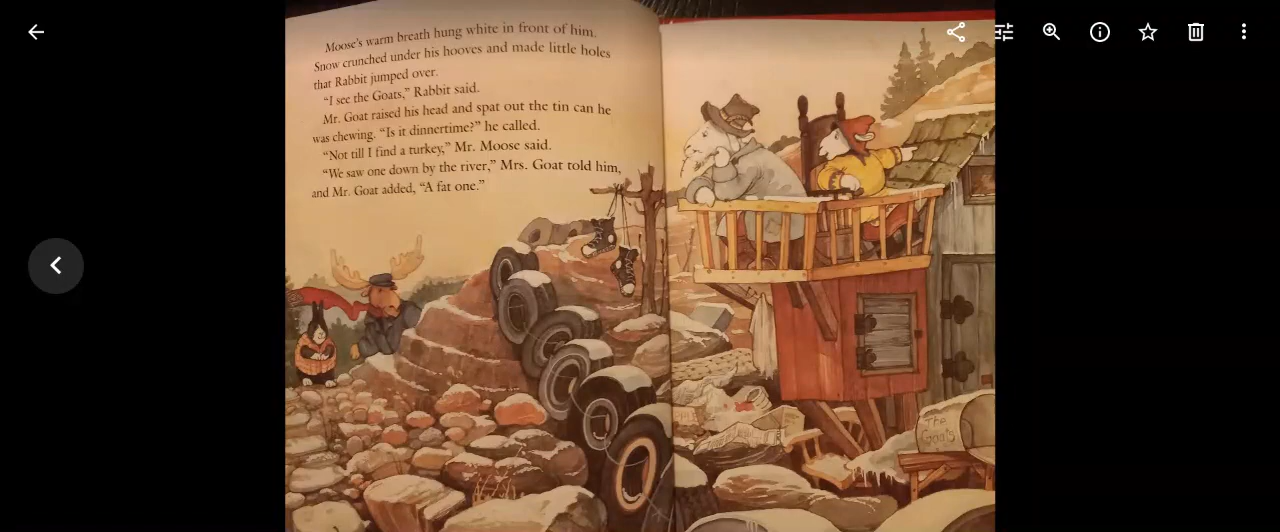 Moose's warm breath hung white in front of him.
Snow crunched under his hooves and made little holes
that Rabbit jumped over.
"I see the Goats," Rabbit said.
Mr. Goat raised his head and spat out the tin can he
was chewing. "Is it dinnertime?" he called.
"Not till I find a turkey," Mr. Moose said.
"We saw one down by the river," Mrs. Goat told him,
and Mr. Goat added, "A fat one."
The
Goats